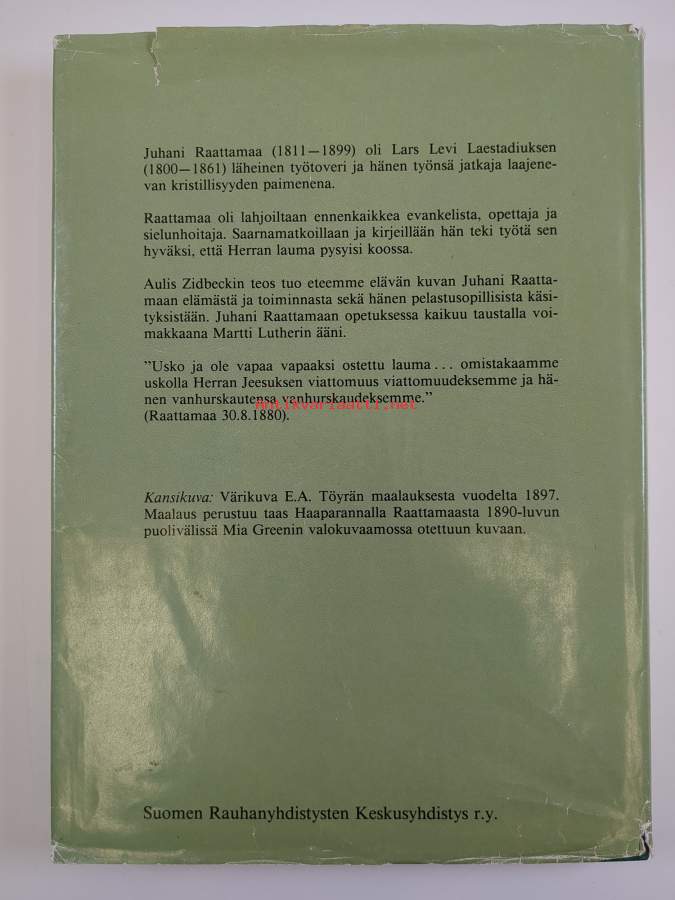 Juhani Raattamaa (1811—1899) oli Lars Levi Laestadiuksen
(1800—1861) läheinen työtoveri ja hänen työnsä jatkaja laajene-
van kristillisyyden paimenena.
Raattamaa oli lahjoiltaan ennenkaikkea evankelista, opettaja ja
sielunhoitaja. Saarnamatkoillaan ja kirjeillään hän teki työtä sen
hyväksi, että Herran lauma pysyisi koossa.
Aulis Zidbeckin teos tuo eteemme elävän kuvan Juhani Raatta-
maan elämästä ja toiminnasta sekä hänen pelastusopillisista käsi-
tyksistään. Juhani Raattamaan opetuksessa kaikuu taustalla voi-
makkaana Martti Lutherin ääni.
”Usko ja ole vapaa vapaaksi ostettu lauma... omistakaamme
uskolla Herran Jeesuksen viattomuus viattomuudeksemme ja hä-
nen vanhurskautensa vanhurskaudeksemme.”
antikvariaatti.net
(Raattamaa 30.8.1880).
Kansikuva: Värikuva E.A. Töyrän maalauksesta vuodelta 1897.
Maalaus perustuu taas Haaparannalla Raattamaasta 1890-luvun
puolivälissä Mia Greenin valokuvaamossa otettuun kuvaan.
Suomen Rauhanyhdistysten Keskusyhdistys r.y.